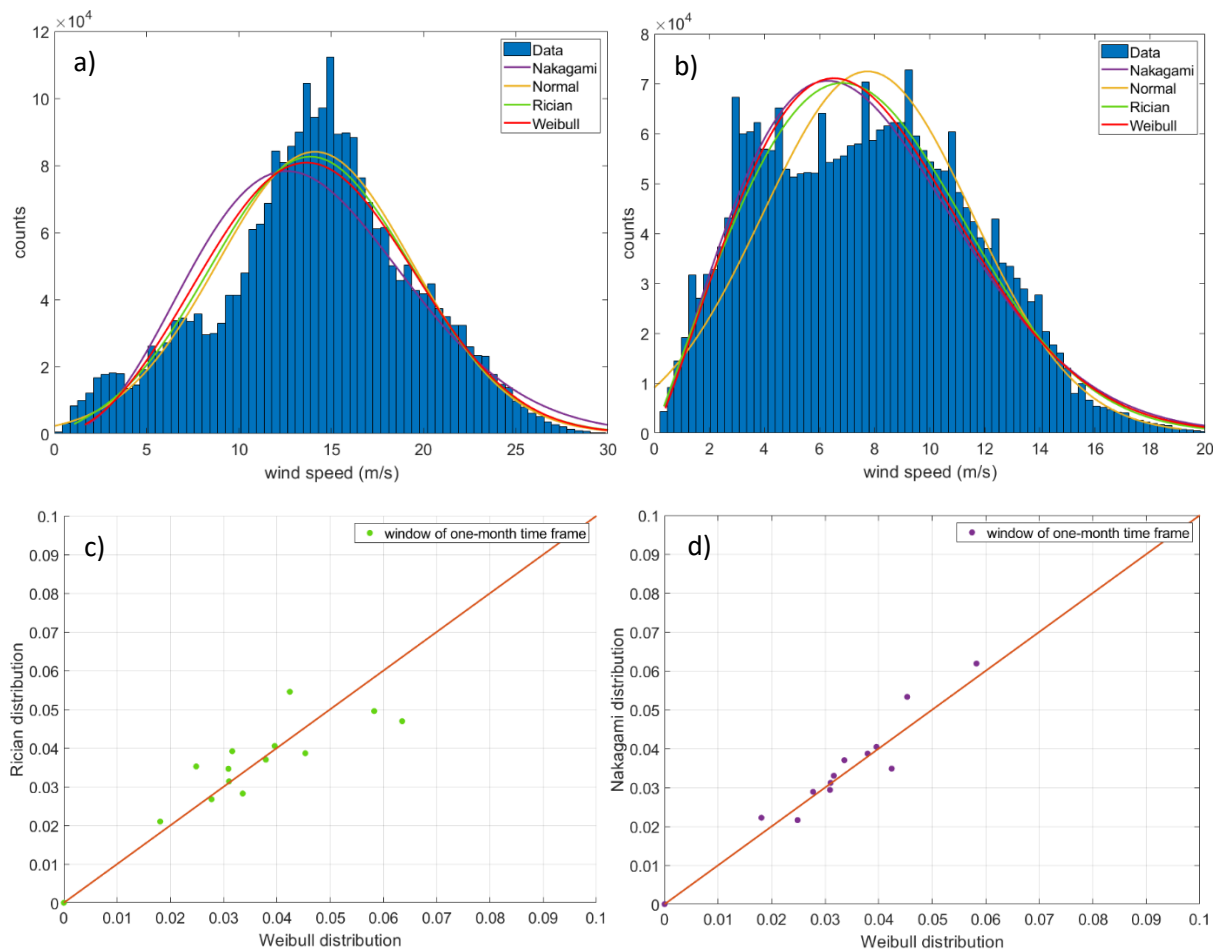 ×10⁴
a)
Data
Nakagami
Normal
Rician
Weibull
12
10
8
6
4
2
0
counts
0 5 10 15 20 25 30
wind speed (m/s)
×10⁴
b)
Data
Nakagami
Normal
Rician
Weibull
8
7
6
5
4
3
2
1
0
counts
0 2 4 6 8 10 12 14 16 18 20
wind speed (m/s)
c)
window of one-month time frame
0.1
0.09
0.08
0.07
0.06
0.05
0.04
0.03
0.02
0.01
0
Rician distribution
0 0.01 0.02 0.03 0.04 0.05 0.06 0.07 0.08 0.09 0.1
Weibull distribution
d)
window of one-month time frame
0.1
0.09
0.08
0.07
0.06
0.05
0.04
0.03
0.02
0.01
0
Nakagami distribution
0 0.01 0.02 0.03 0.04 0.05 0.06 0.07 0.08 0.09 0.1
Weibull distribution